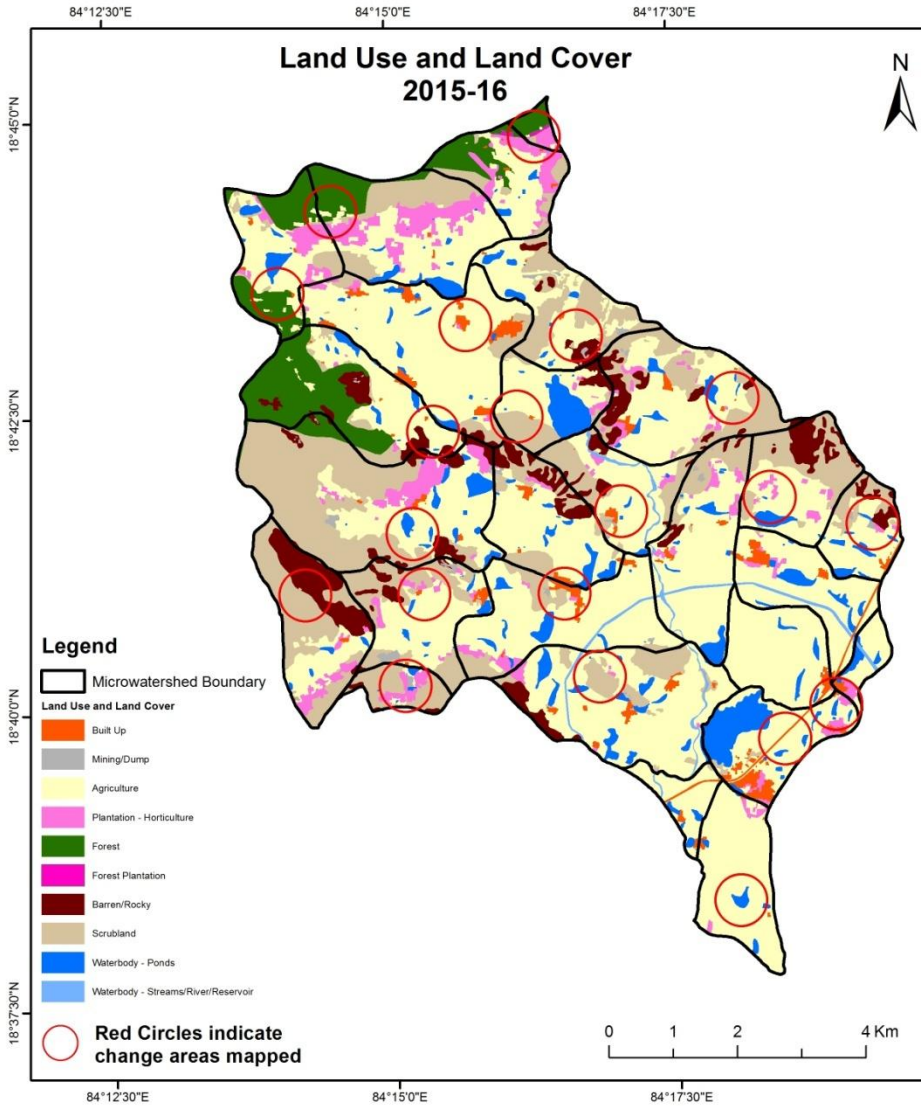 84°12'30"E 84°15'0"E 84°17'30"E
Land Use and Land Cover
2015-16
N
18°45'0"N
18°42'30"N
18°40'0"N
18°37'30"N
Legend
Microwatershed Boundary
Land Use and Land Cover
Built Up
Mining/Dump
Agriculture
Plantation - Horticulture
Forest
Forest Plantation
Barren/Rocky
Scrubland
Waterbody - Ponds
Waterbody - Streams/River/Reservoir
Red Circles indicate
change areas mapped
0 1 2 4 Km
84°12'30"E 84°15'0"E 84°17'30"E